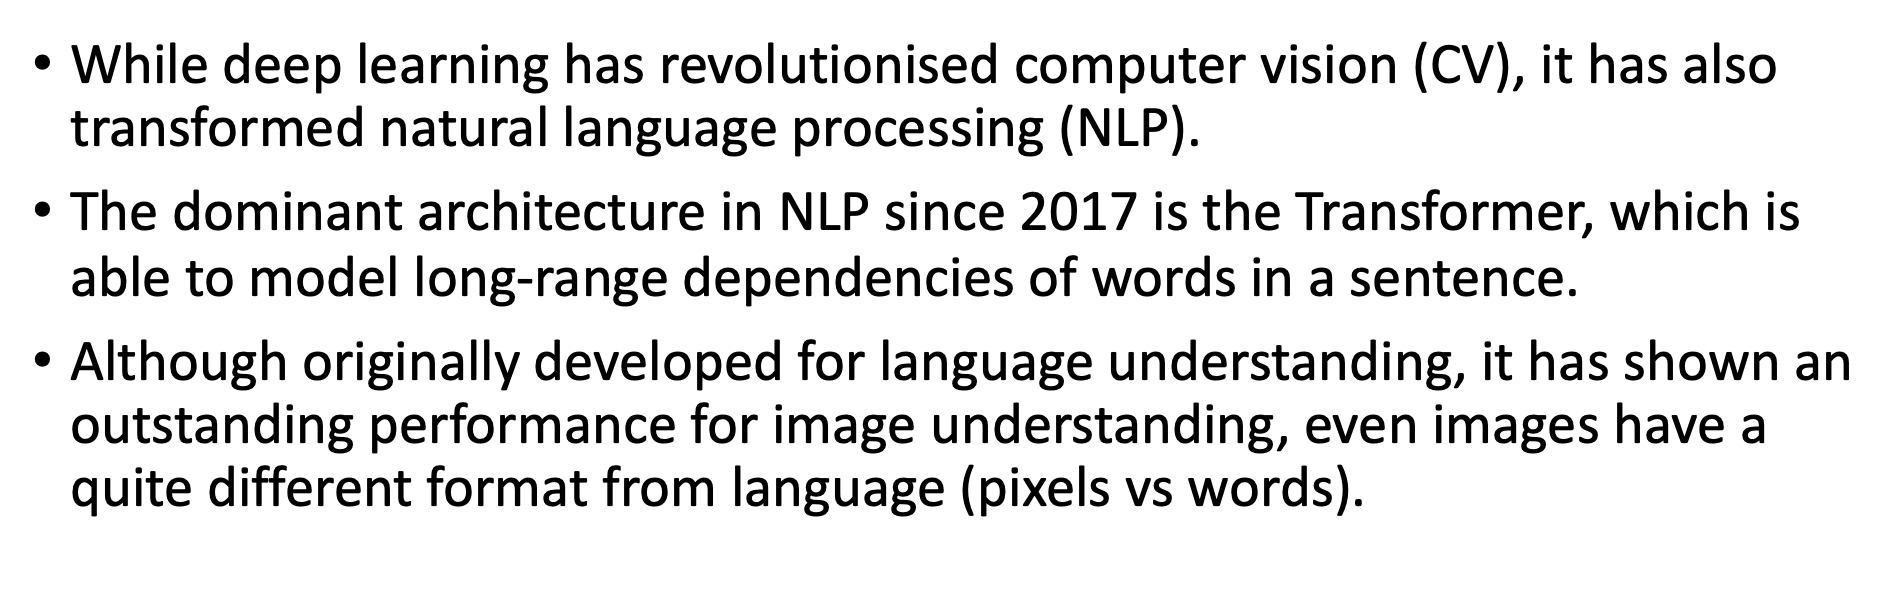 • While deep learning has revolutionised computer vision (CV), it has also
transformed natural language processing (NLP).
• The dominant architecture in NLP since 2017 is the Transformer, which is
able to model long-range dependencies of words in a sentence.
• Although originally developed for language understanding, it has shown an
outstanding performance for image understanding, even images have a
quite different format from language (pixels vs words).